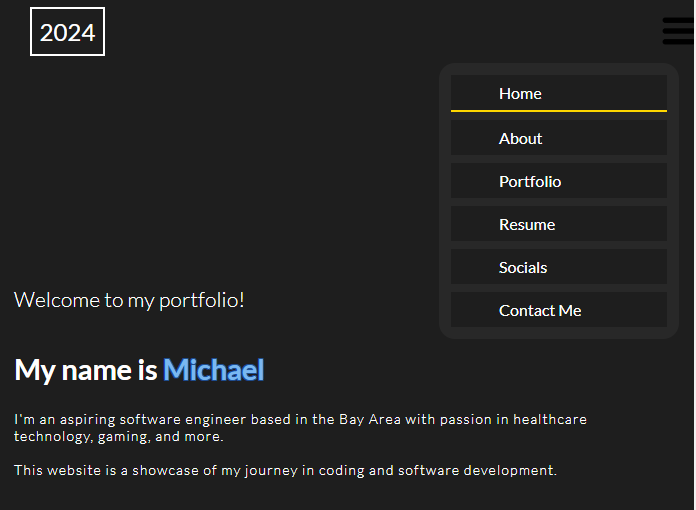 2024
Home
About
Portfolio
Resume
Socials
Contact Me
Welcome to my portfolio!
My name is Michael
I'm an aspiring software engineer based in the Bay Area with passion in healthcare
technology, gaming, and more.
This website is a showcase of my journey in coding and software development.